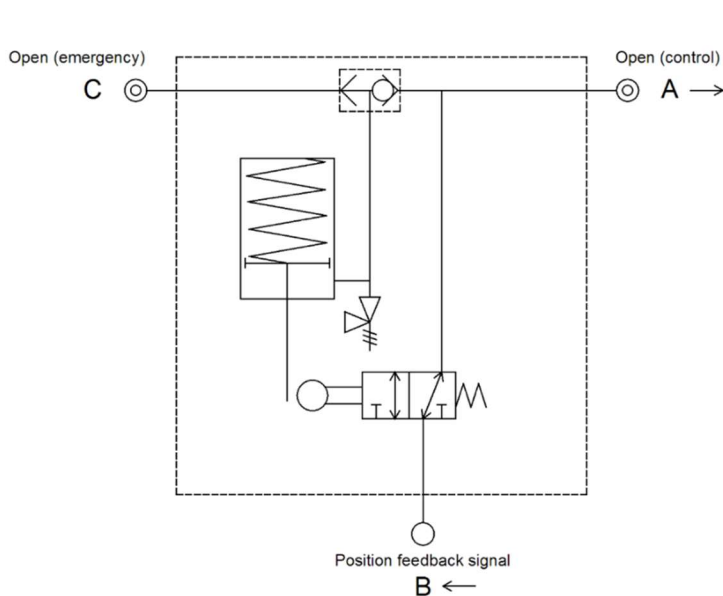 Open (emergency)
C
Open (control)
A
Position feedback signal
B